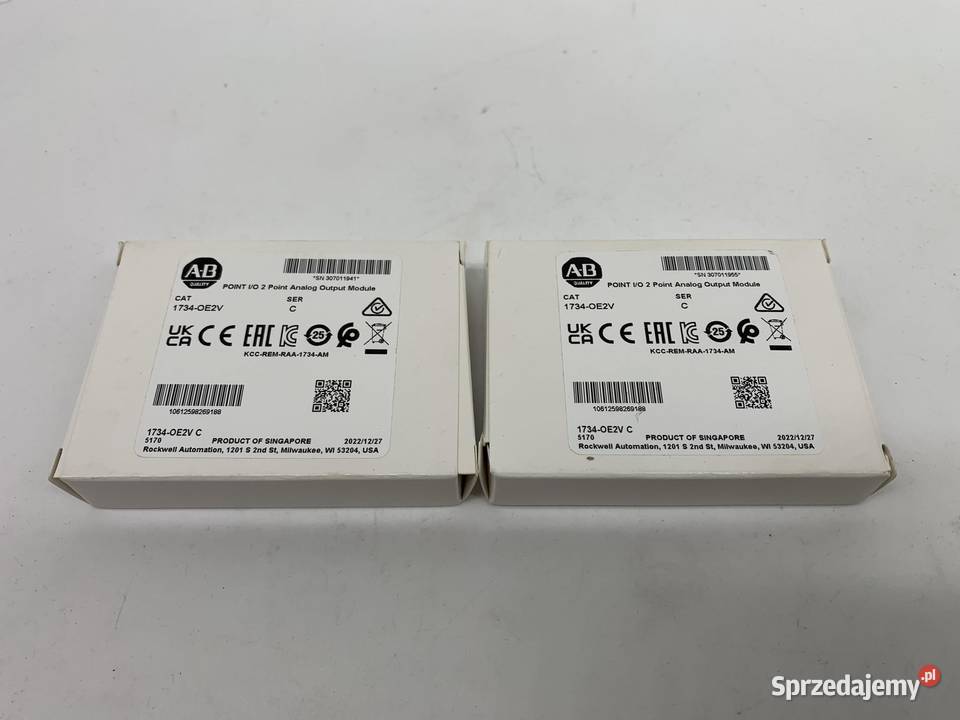 A-B
QUALITY
*SN 307011941*
POINT I/O 2 Point Analog Output Module
CAT
SER
1734-OE2V
C
UK
CA
CE
EAC
25
KCC-REM-RAA-1734-AM
10612598269188
1734-OE2V C
5170
PRODUCT OF SINGAPORE
2022/12/27
Rockwell Automation, 1201 S 2nd St, Milwaukee, WI 53204, USA
A-B
QUALITY
*SN 307011955*
POINT I/O 2 Point Analog Output Module
CAT
SER
1734-OE2V
C
UK
CA
CE
EAC
25
KCC-REM-RAA-1734-AM
10612598269188
1734-OE2V C
5170
PRODUCT OF SINGAPORE
2022/12/27
Rockwell Automation, 1201 S 2nd St, Milwaukee, WI 53204, USA
Sprzedajemy.pl